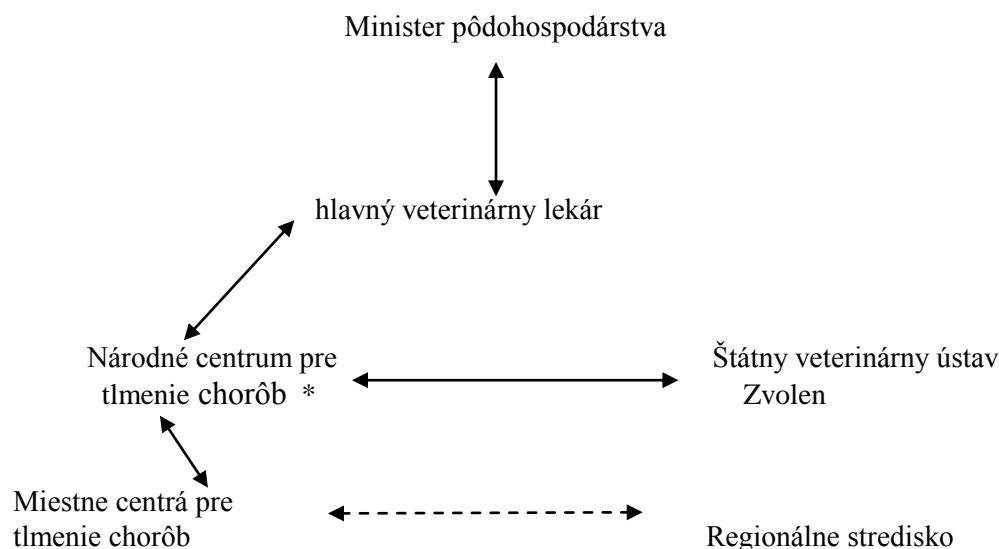 Minister pôdohospodárstva
hlavný veterinárny lekár
Národné centrum pre
tlmenie chorôb *
Štátny veterinárny ústav
Zvolen
Miestne centrá pre
tlmenie chorôb
Regionálne stredisko